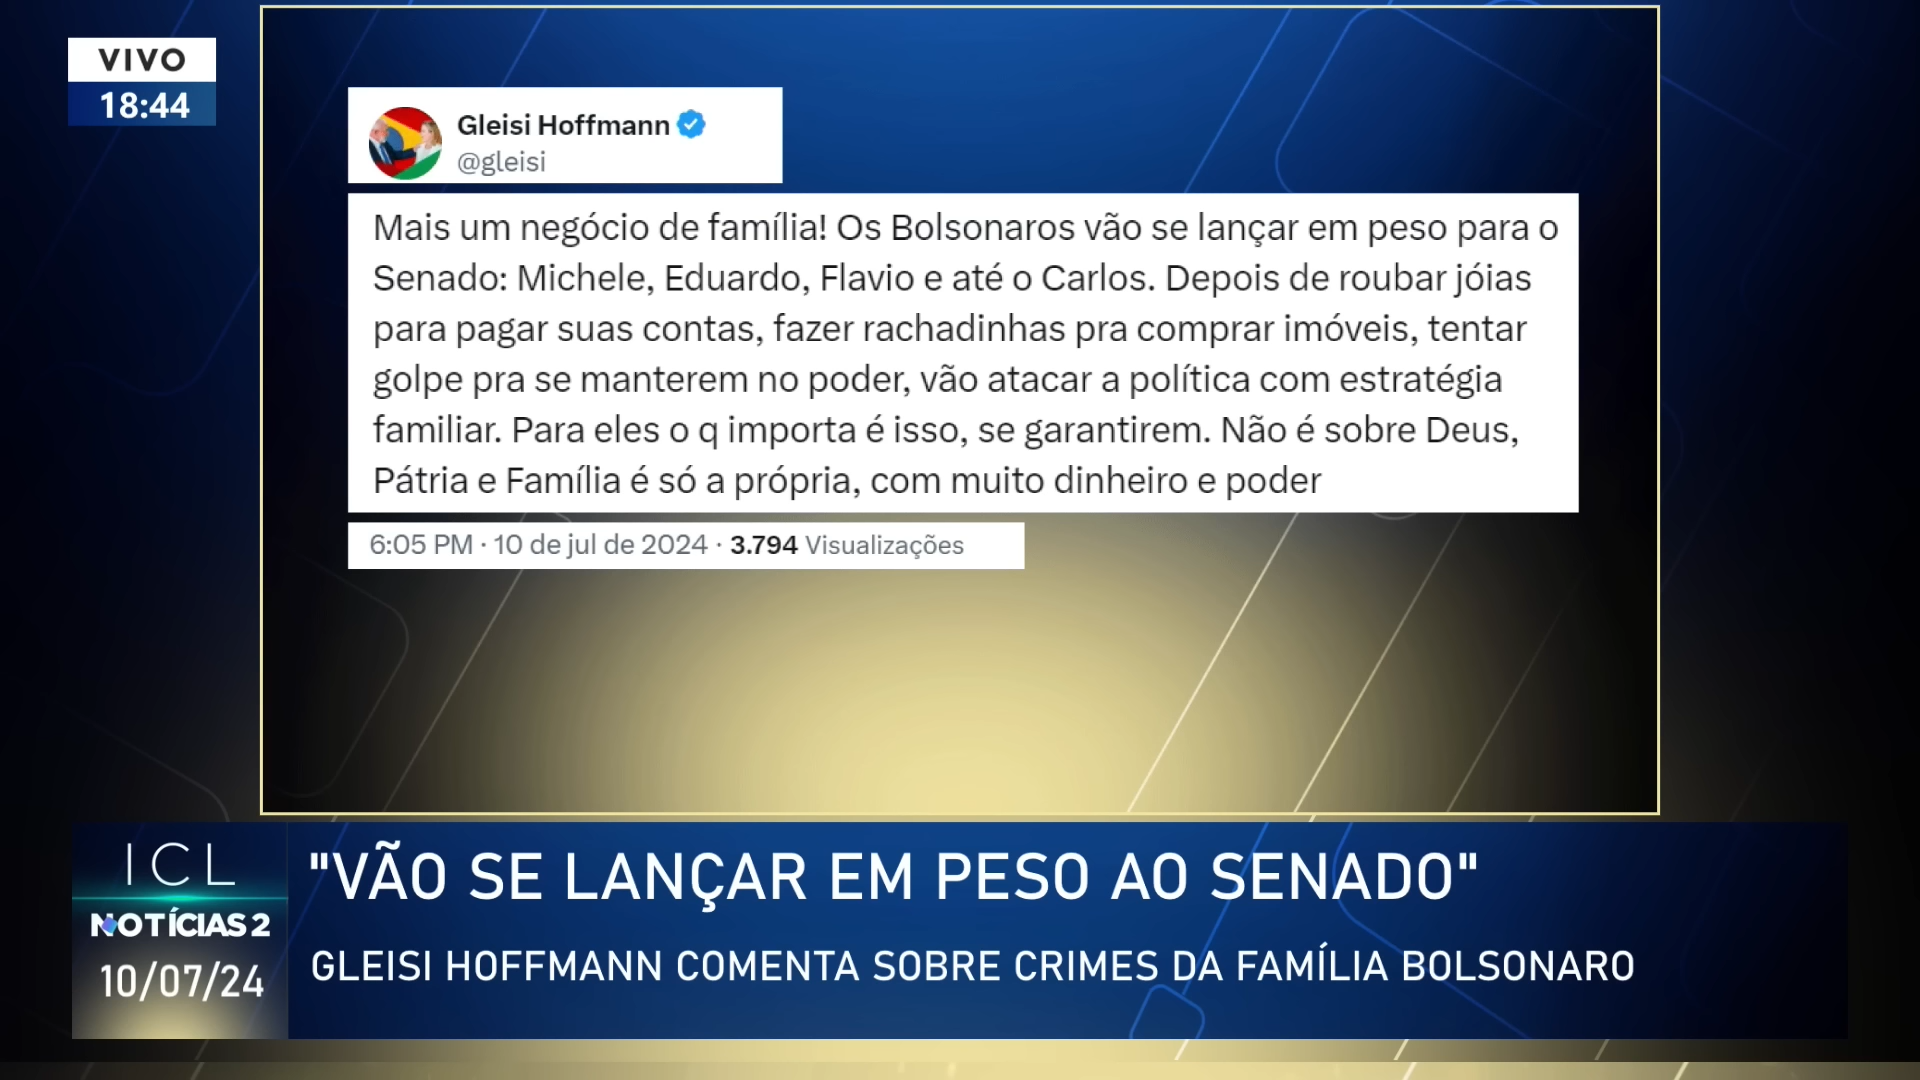 VIVO
18:44
Gleisi Hoffmann
@gleisi
Mais um negócio de família! Os Bolsonaros vão se lançar em peso para o
Senado: Michele, Eduardo, Flavio e até o Carlos. Depois de roubar jóias
para pagar suas contas, fazer rachadinhas pra comprar imóveis, tentar
golpe pra se manterem no poder, vão atacar a política com estratégia
familiar. Para eles o q importa é isso, se garantirem. Não é sobre Deus,
Pátria e Família é só a própria, com muito dinheiro e poder
6:05 PM · 10 de jul de 2024 · 3.794 Visualizações
ICL
NOTÍCIAS 2
10/07/24
"VÃO SE LANÇAR EM PESO AO SENADO"
GLEISI HOFFMANN COMENTA SOBRE CRIMES DA FAMÍLIA BOLSONARO